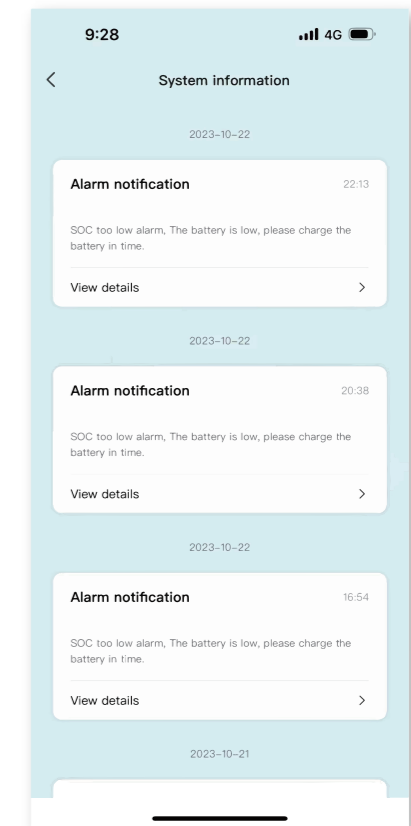 9:28
4G
System information
2023-10-22
Alarm notification
22:13
SOC too low alarm, The battery is low, please charge the
battery in time.
View details
2023-10-22
Alarm notification
20:38
SOC too low alarm, The battery is low, please charge the
battery in time.
View details
2023-10-22
Alarm notification
16:54
SOC too low alarm, The battery is low, please charge the
battery in time.
View details
2023-10-21